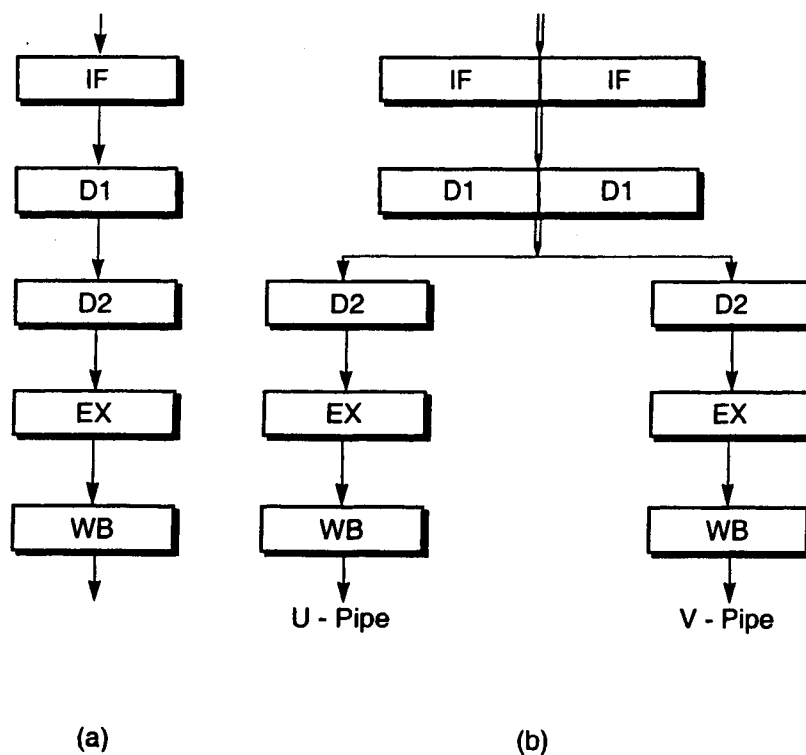 IF
IF IF
D1
D1 D1
D2
D2 D2
EX
EX EX
WB
WB WB
U - Pipe V - Pipe
(a) (b)